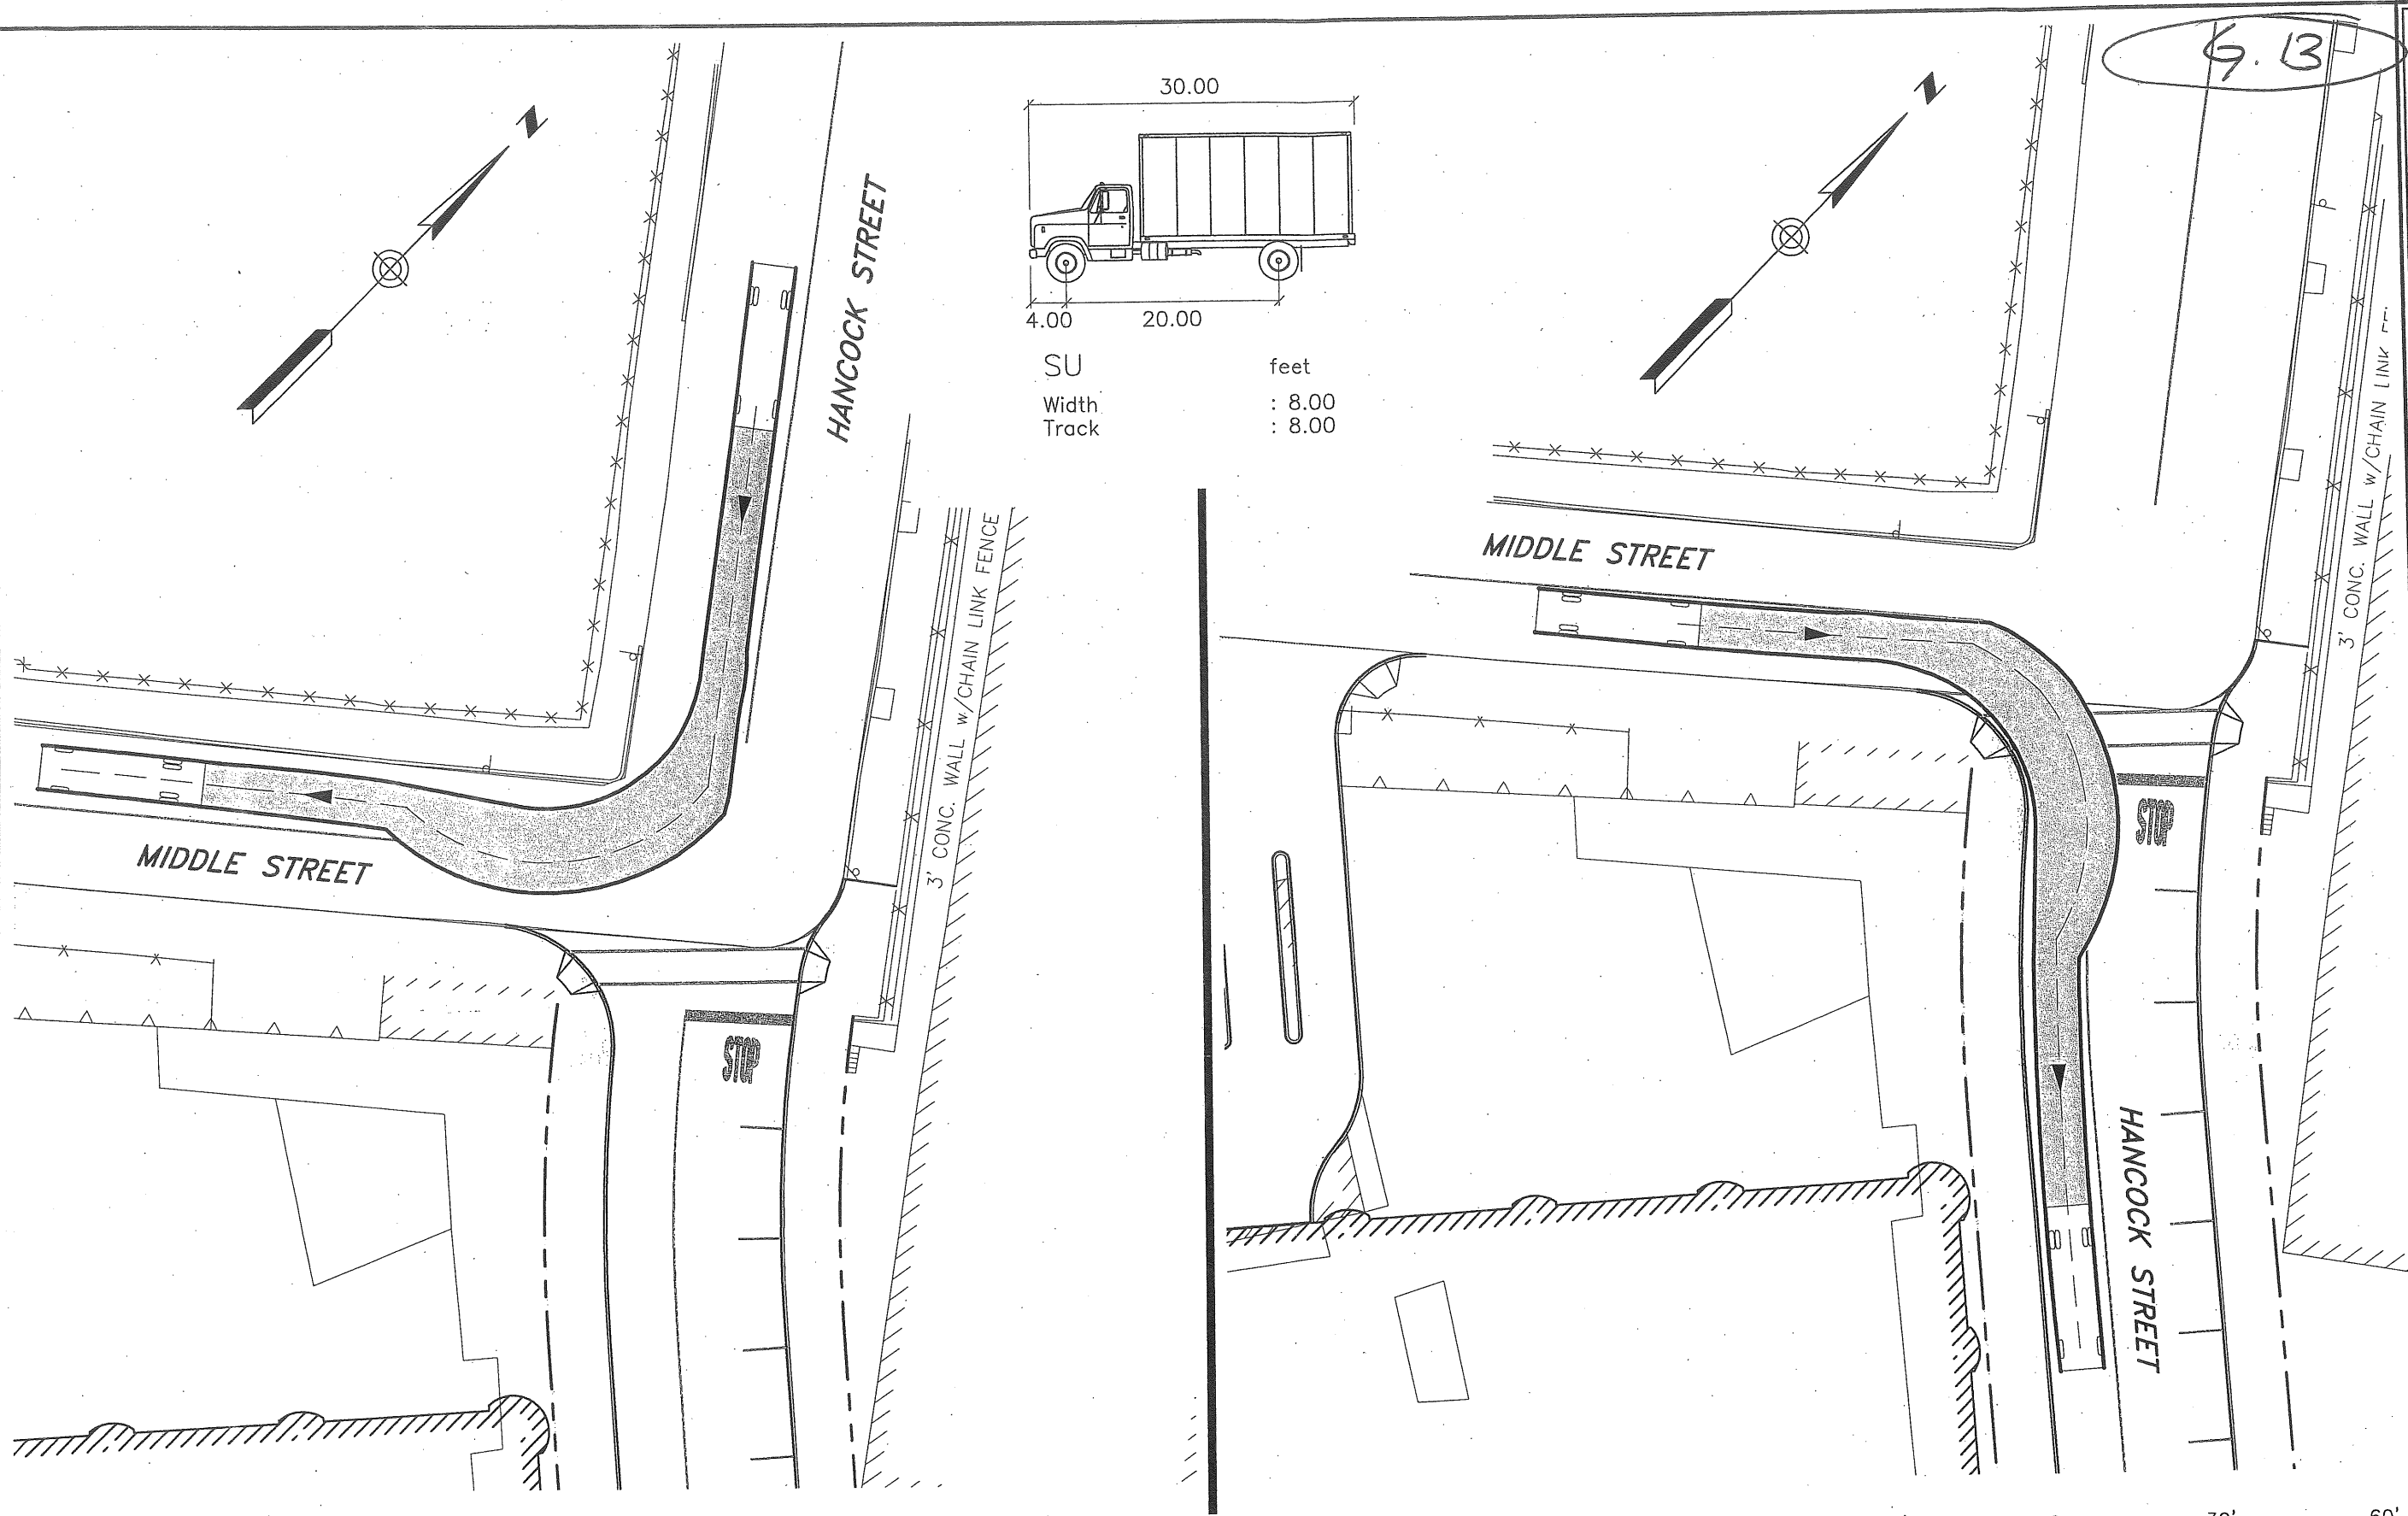 G. 13
N
30.00
N
HANCOCK STREET
4.00 20.00
SU feet
Width : 8.00
Track : 8.00
3' CONC. WALL w/CHAIN LINK
MIDDLE STREET
3' CONC. WALL w/CHAIN LINK FENCE
MIDDLE STREET
STOP
STOP
HANCOCK STREET